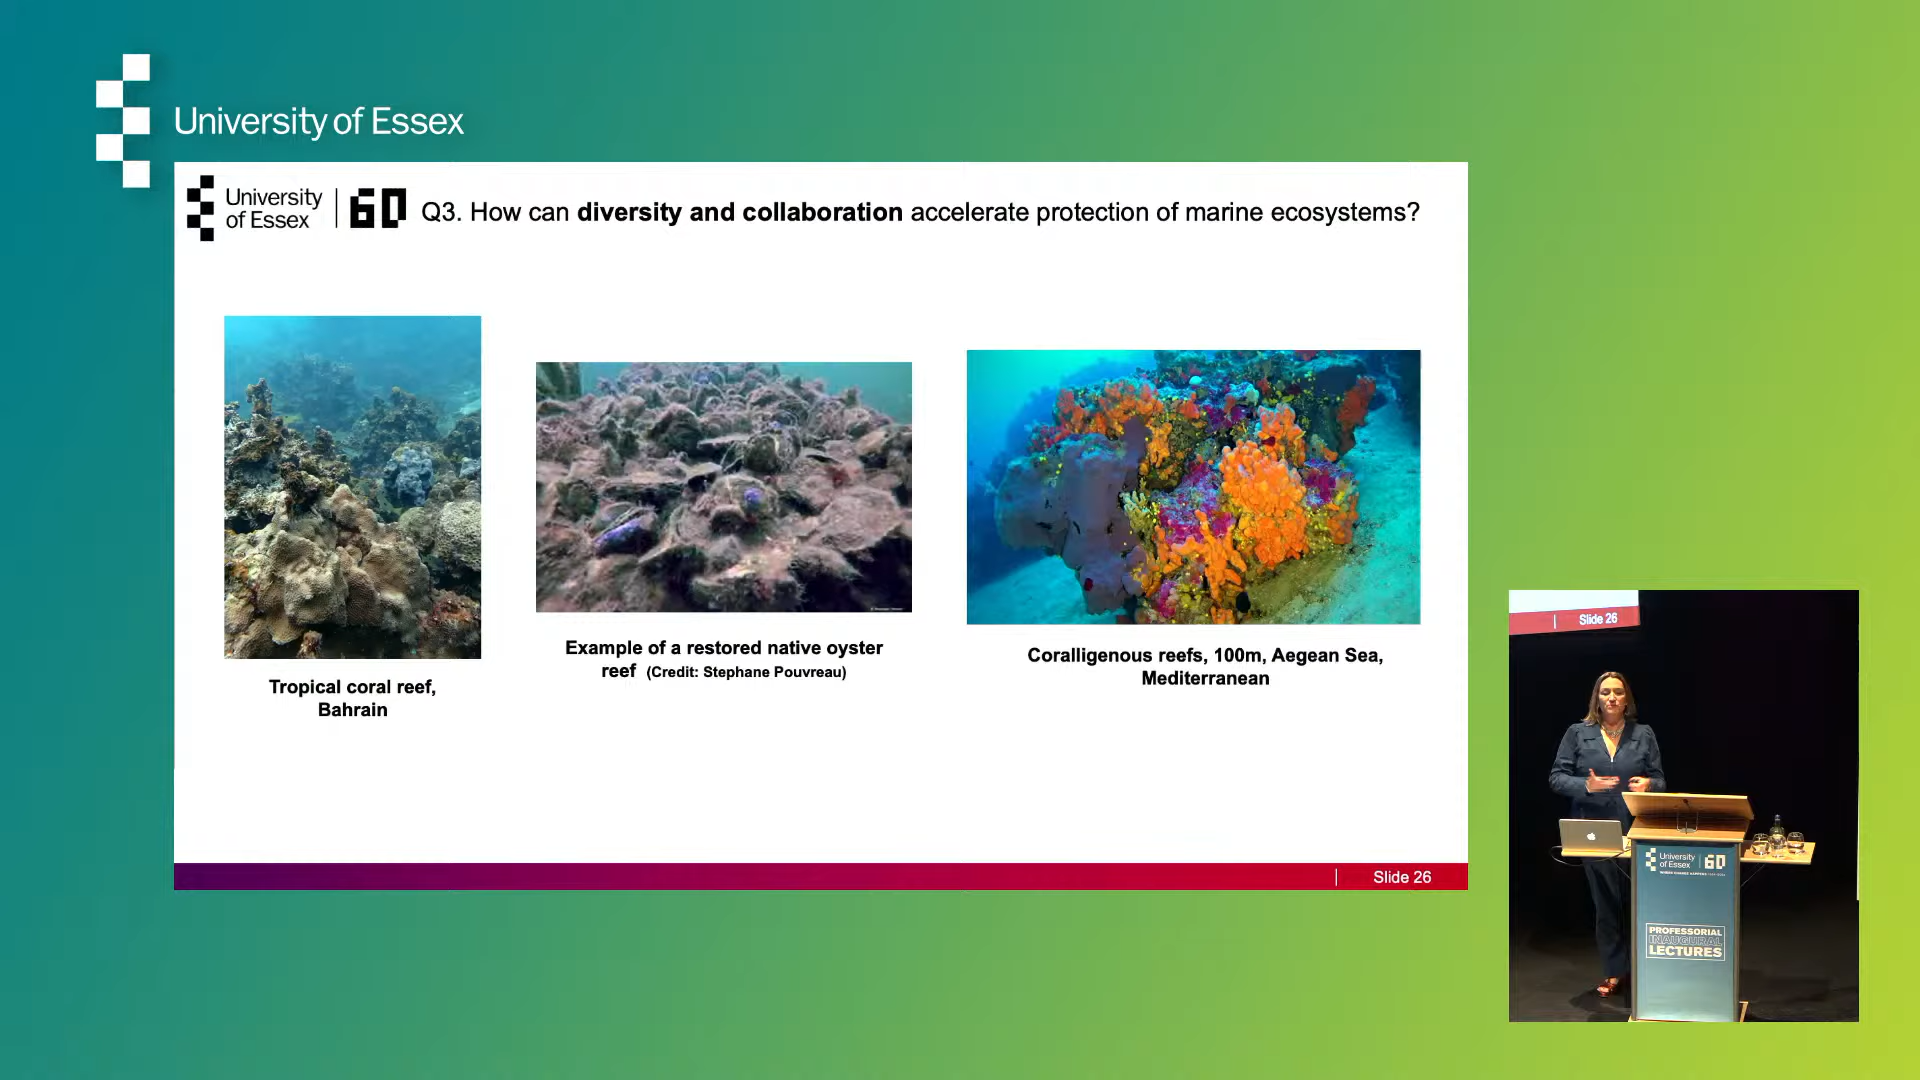 University of Essex
University
of Essex
60
Q3. How can diversity and collaboration accelerate protection of marine ecosystems?
Tropical coral reef,
Bahrain
Example of a restored native oyster
reef (Credit: Stephane Pouvreau)
Coralligenous reefs, 100m, Aegean Sea,
Mediterranean
Slide 26
Slide 26
University
of Essex
60
PROFESSORIAL
INAUGURAL
LECTURES